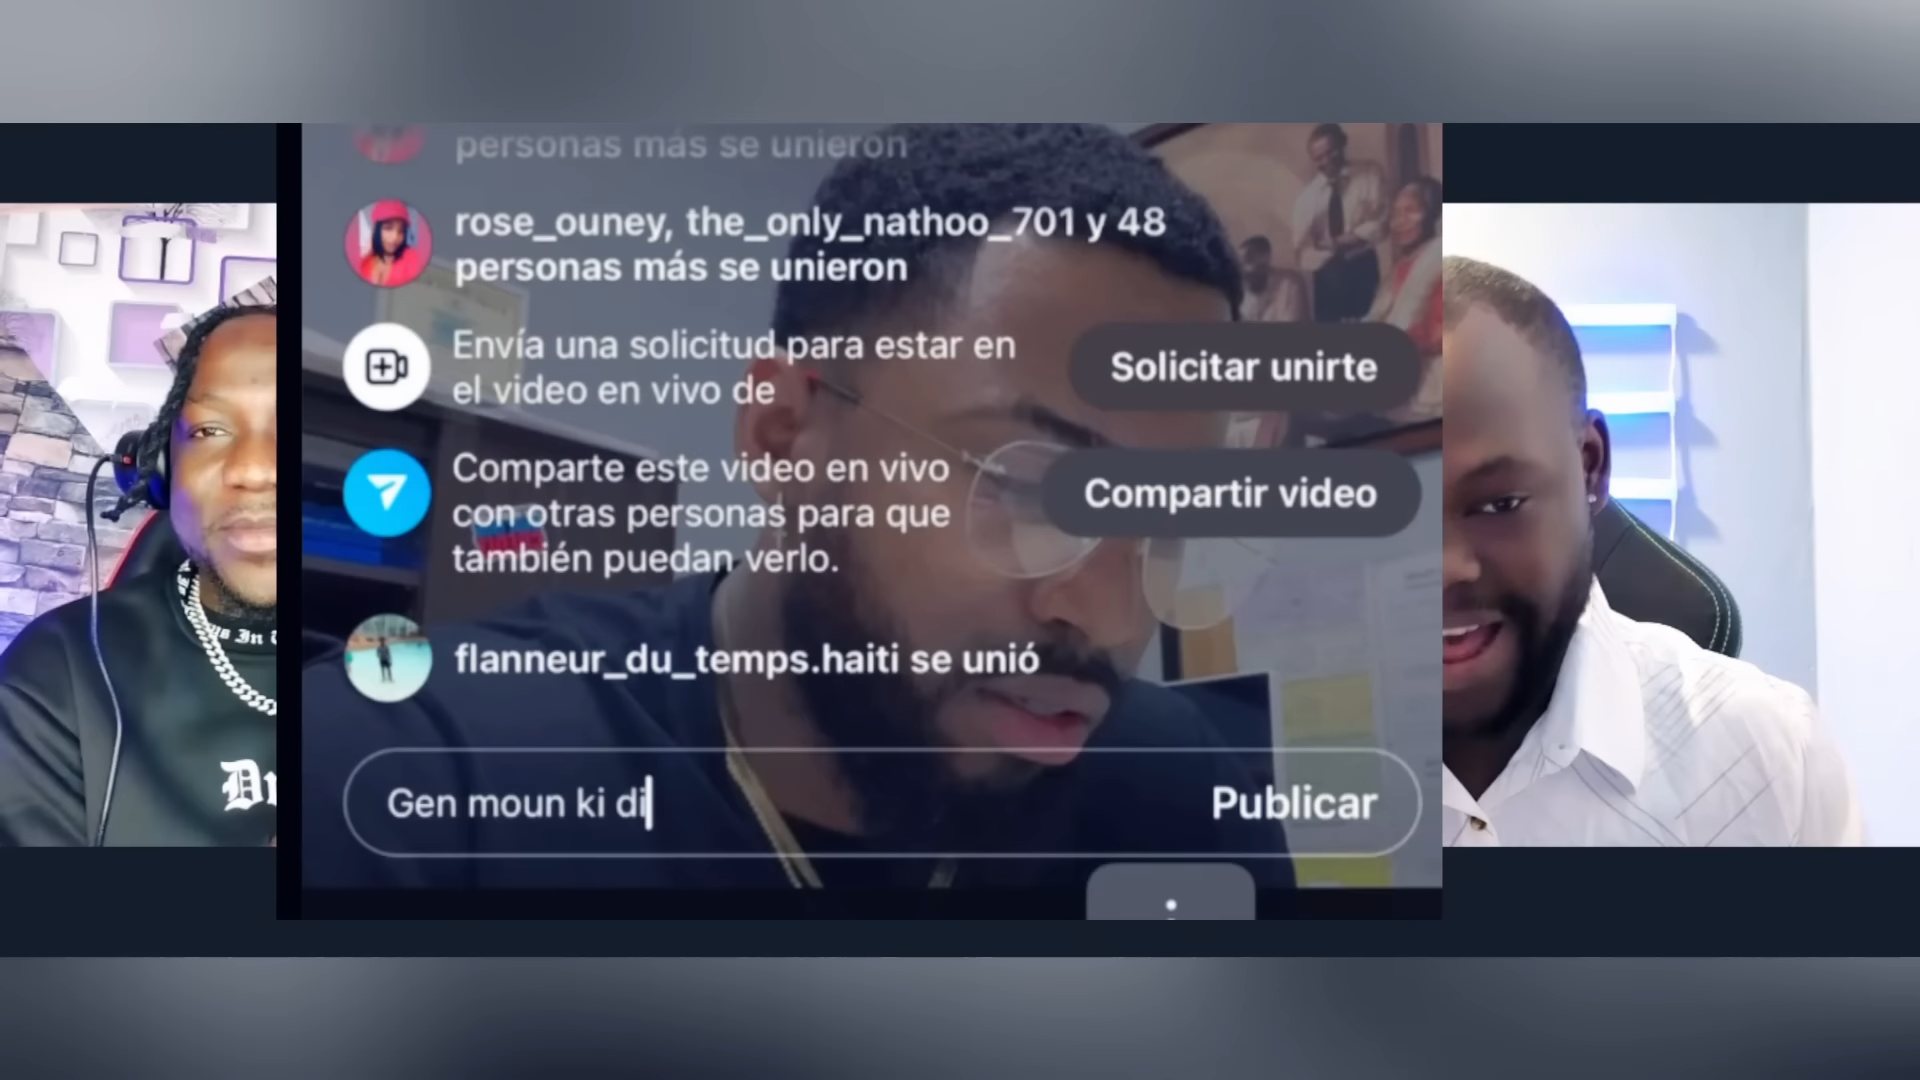 personas más se unieron
rose_ouney, the_only_nathoo_701 y 48
personas más se unieron
Envía una solicitud para estar en
el video en vivo de
Solicitar unirte
Comparte este video en vivo
con otras personas para que
también puedan verlo.
Compartir video
flanneur_du_temps.haiti se unió
Gen moun ki di
Publicar